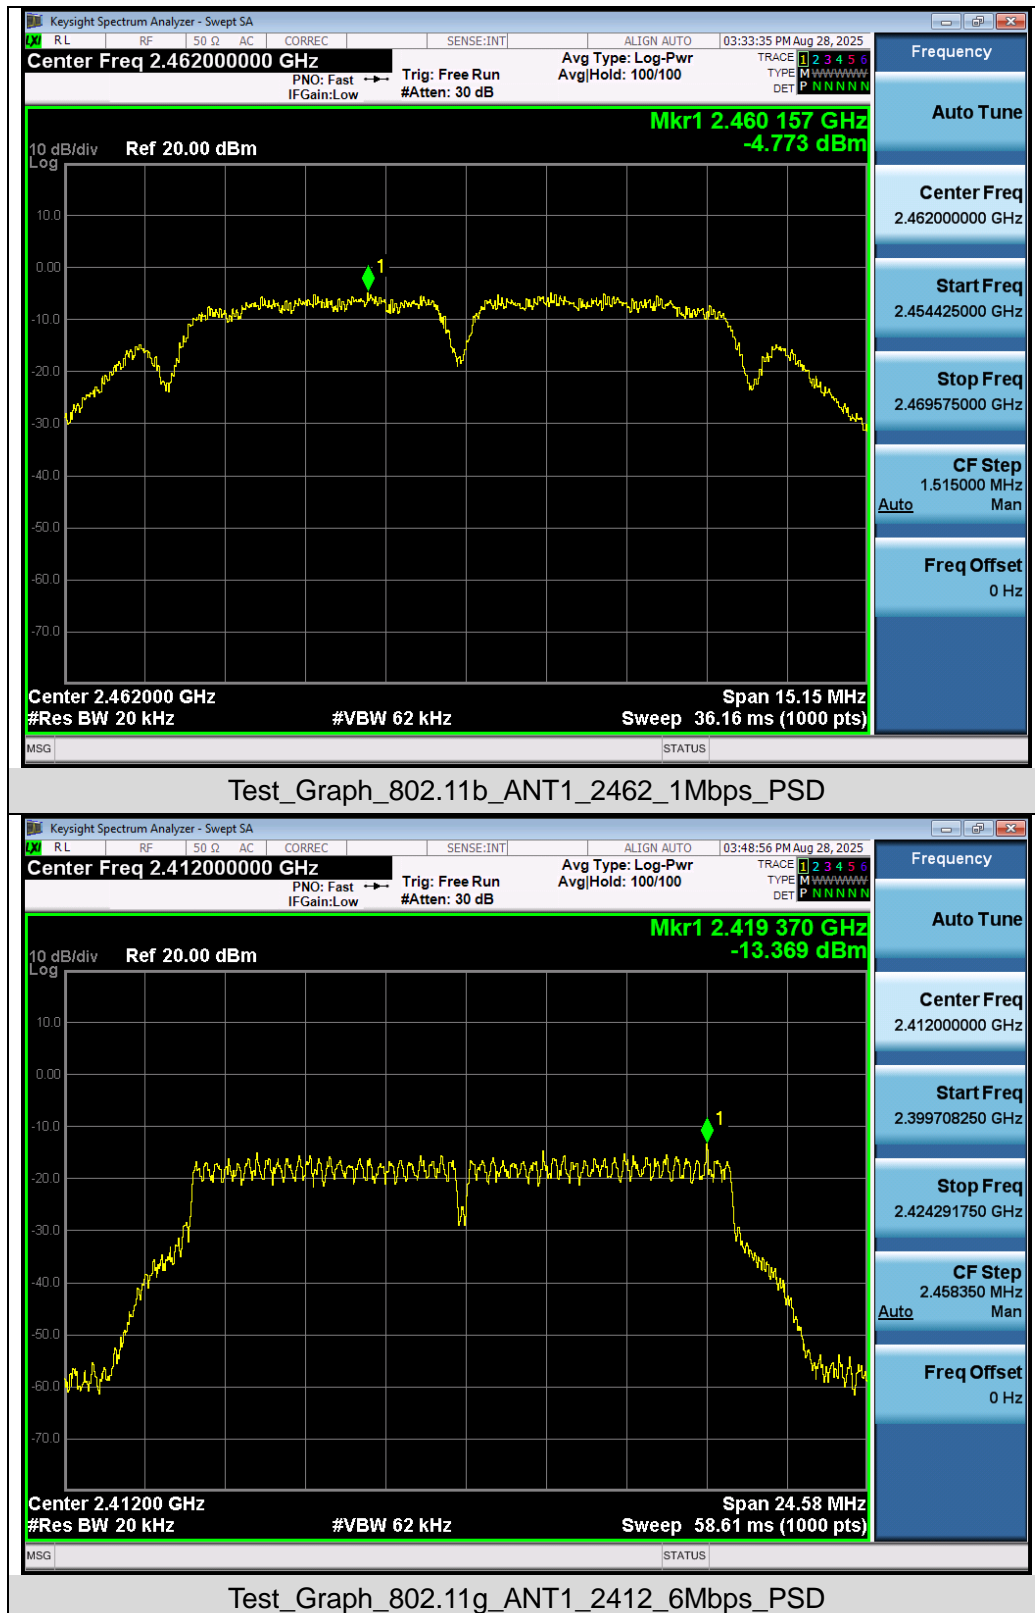 Keysight Spectrum Analyzer - Swept SA
LXI RL RF 50 Ω AC CORREC SENSE:INT ALIGN AUTO 03:33:35 PM Aug 28, 2025
Center Freq 2.462000000 GHz
PNO: Fast
IFGain:Low
Trig: Free Run
#Atten: 30 dB
Avg Type: Log-Pwr
Avg|Hold: 100/100
TRACE 1 2 3 4 5 6
TYPE M WWWWW
DET P N N N N N
Mkr1 2.460 157 GHz
-4.773 dBm
10 dB/div Ref 20.00 dBm
Log
10.0
0.00
-10.0
-20.0
-30.0
-40.0
-50.0
-60.0
-70.0
1
Center 2.462000 GHz Span 15.15 MHz
#Res BW 20 kHz #VBW 62 kHz Sweep 36.16 ms (1000 pts)
MSG STATUS
Frequency
Auto Tune
Center Freq
2.462000000 GHz
Start Freq
2.454425000 GHz
Stop Freq
2.469575000 GHz
CF Step
1.515000 MHz
Auto Man
Freq Offset
0 Hz
Test_Graph_802.11b_ANT1_2462_1Mbps_PSD
Keysight Spectrum Analyzer - Swept SA
LXI RL RF 50 Ω AC CORREC SENSE:INT ALIGN AUTO 03:48:56 PM Aug 28, 2025
Center Freq 2.412000000 GHz
PNO: Fast
IFGain:Low
Trig: Free Run
#Atten: 30 dB
Avg Type: Log-Pwr
Avg|Hold: 100/100
TRACE 1 2 3 4 5 6
TYPE M WWWWW
DET P N N N N N
Mkr1 2.419 370 GHz
-13.369 dBm
10 dB/div Ref 20.00 dBm
Log
10.0
0.00
-10.0
-20.0
-30.0
-40.0
-50.0
-60.0
-70.0
1
Center 2.41200 GHz Span 24.58 MHz
#Res BW 20 kHz #VBW 62 kHz Sweep 58.61 ms (1000 pts)
MSG STATUS
Frequency
Auto Tune
Center Freq
2.412000000 GHz
Start Freq
2.399708250 GHz
Stop Freq
2.424291750 GHz
CF Step
2.458350 MHz
Auto Man
Freq Offset
0 Hz
Test_Graph_802.11g_ANT1_2412_6Mbps_PSD